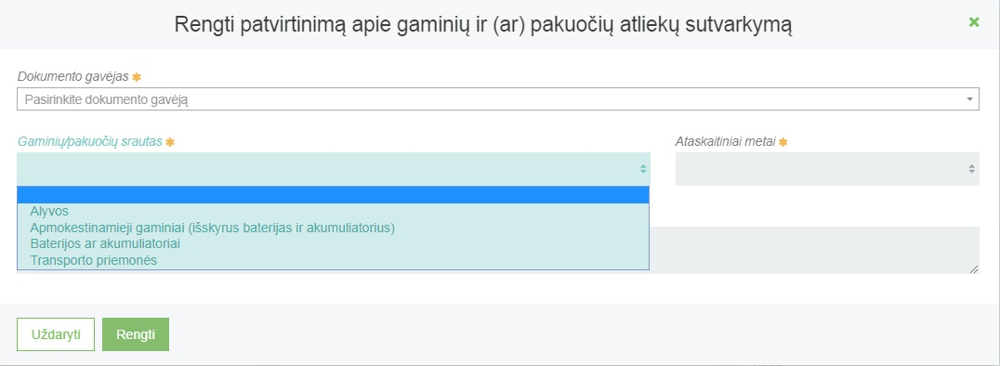 Rengti patvirtinimą apie gaminių ir (ar) pakuočių atliekų sutvarkymą
Dokumento gavėjas *
Pasirinkite dokumento gavėją
Gaminių/pakuočių srautas *
Ataskaitiniai metai *
Alyvos
Apmokestinamieji gaminiai (išskyrus baterijas ir akumuliatorius)
Baterijos ar akumuliatoriai
Transporto priemonės
Uždaryti
Rengti